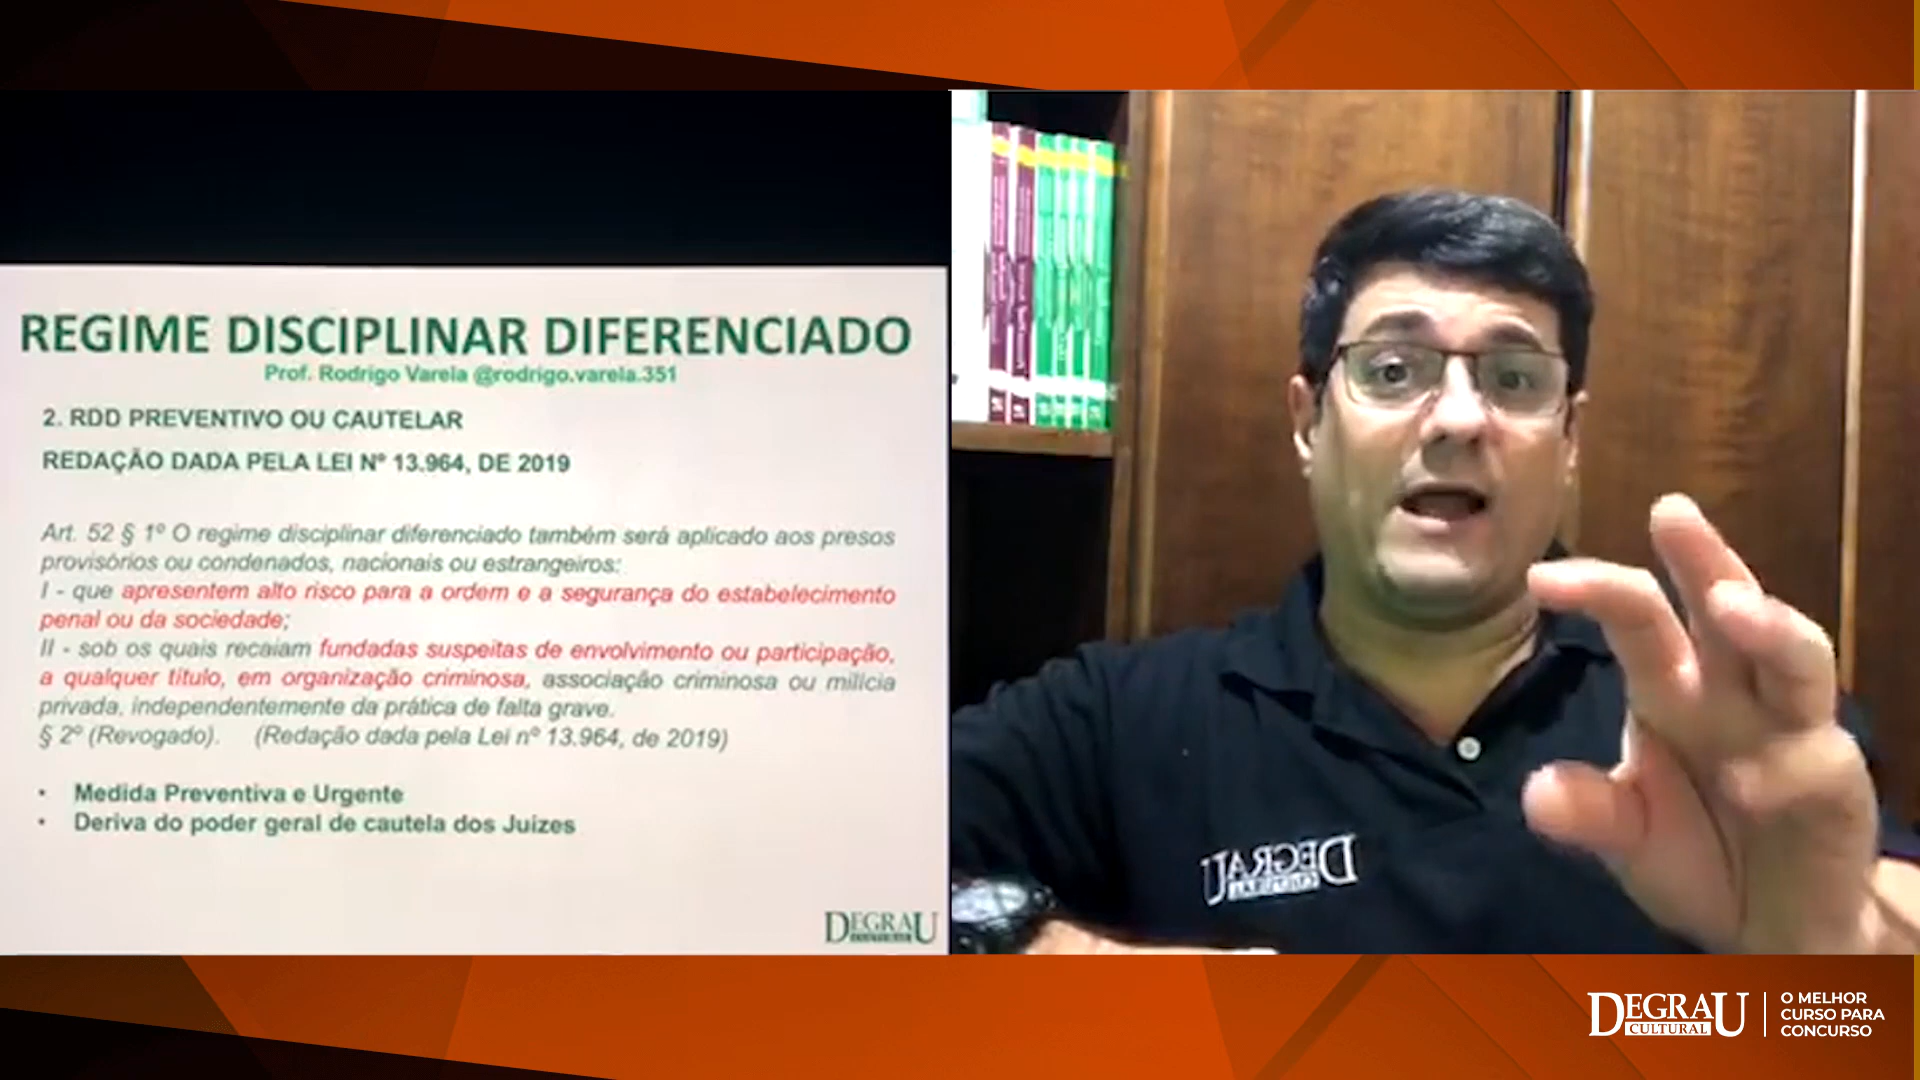 REGIME DISCIPLINAR DIFERENCIADO
Prof. Rodrigo Varela @rodrigo.varela.351
2. RDD PREVENTIVO OU CAUTELAR
REDAÇÃO DADA PELA LEI Nº 13.964, DE 2019
Art. 52 § 1º O regime disciplinar diferenciado também será aplicado aos presos
provisórios ou condenados, nacionais ou estrangeiros:
I - que apresentem alto risco para a ordem e a segurança do estabelecimento
penal ou da sociedade;
II - sob os quais recaiam fundadas suspeitas de envolvimento ou participação,
a qualquer título, em organização criminosa, associação criminosa ou milícia
privada, independentemente da prática de falta grave.
§ 2º (Revogado). (Redação dada pela Lei nº 13.964, de 2019)
• Medida Preventiva e Urgente
• Deriva do poder geral de cautela dos Juízes
DEGRAU
CULTURAL
DEGRAU
CULTURAL
DEGRAU
CULTURAL
O MELHOR
CURSO PARA
CONCURSO